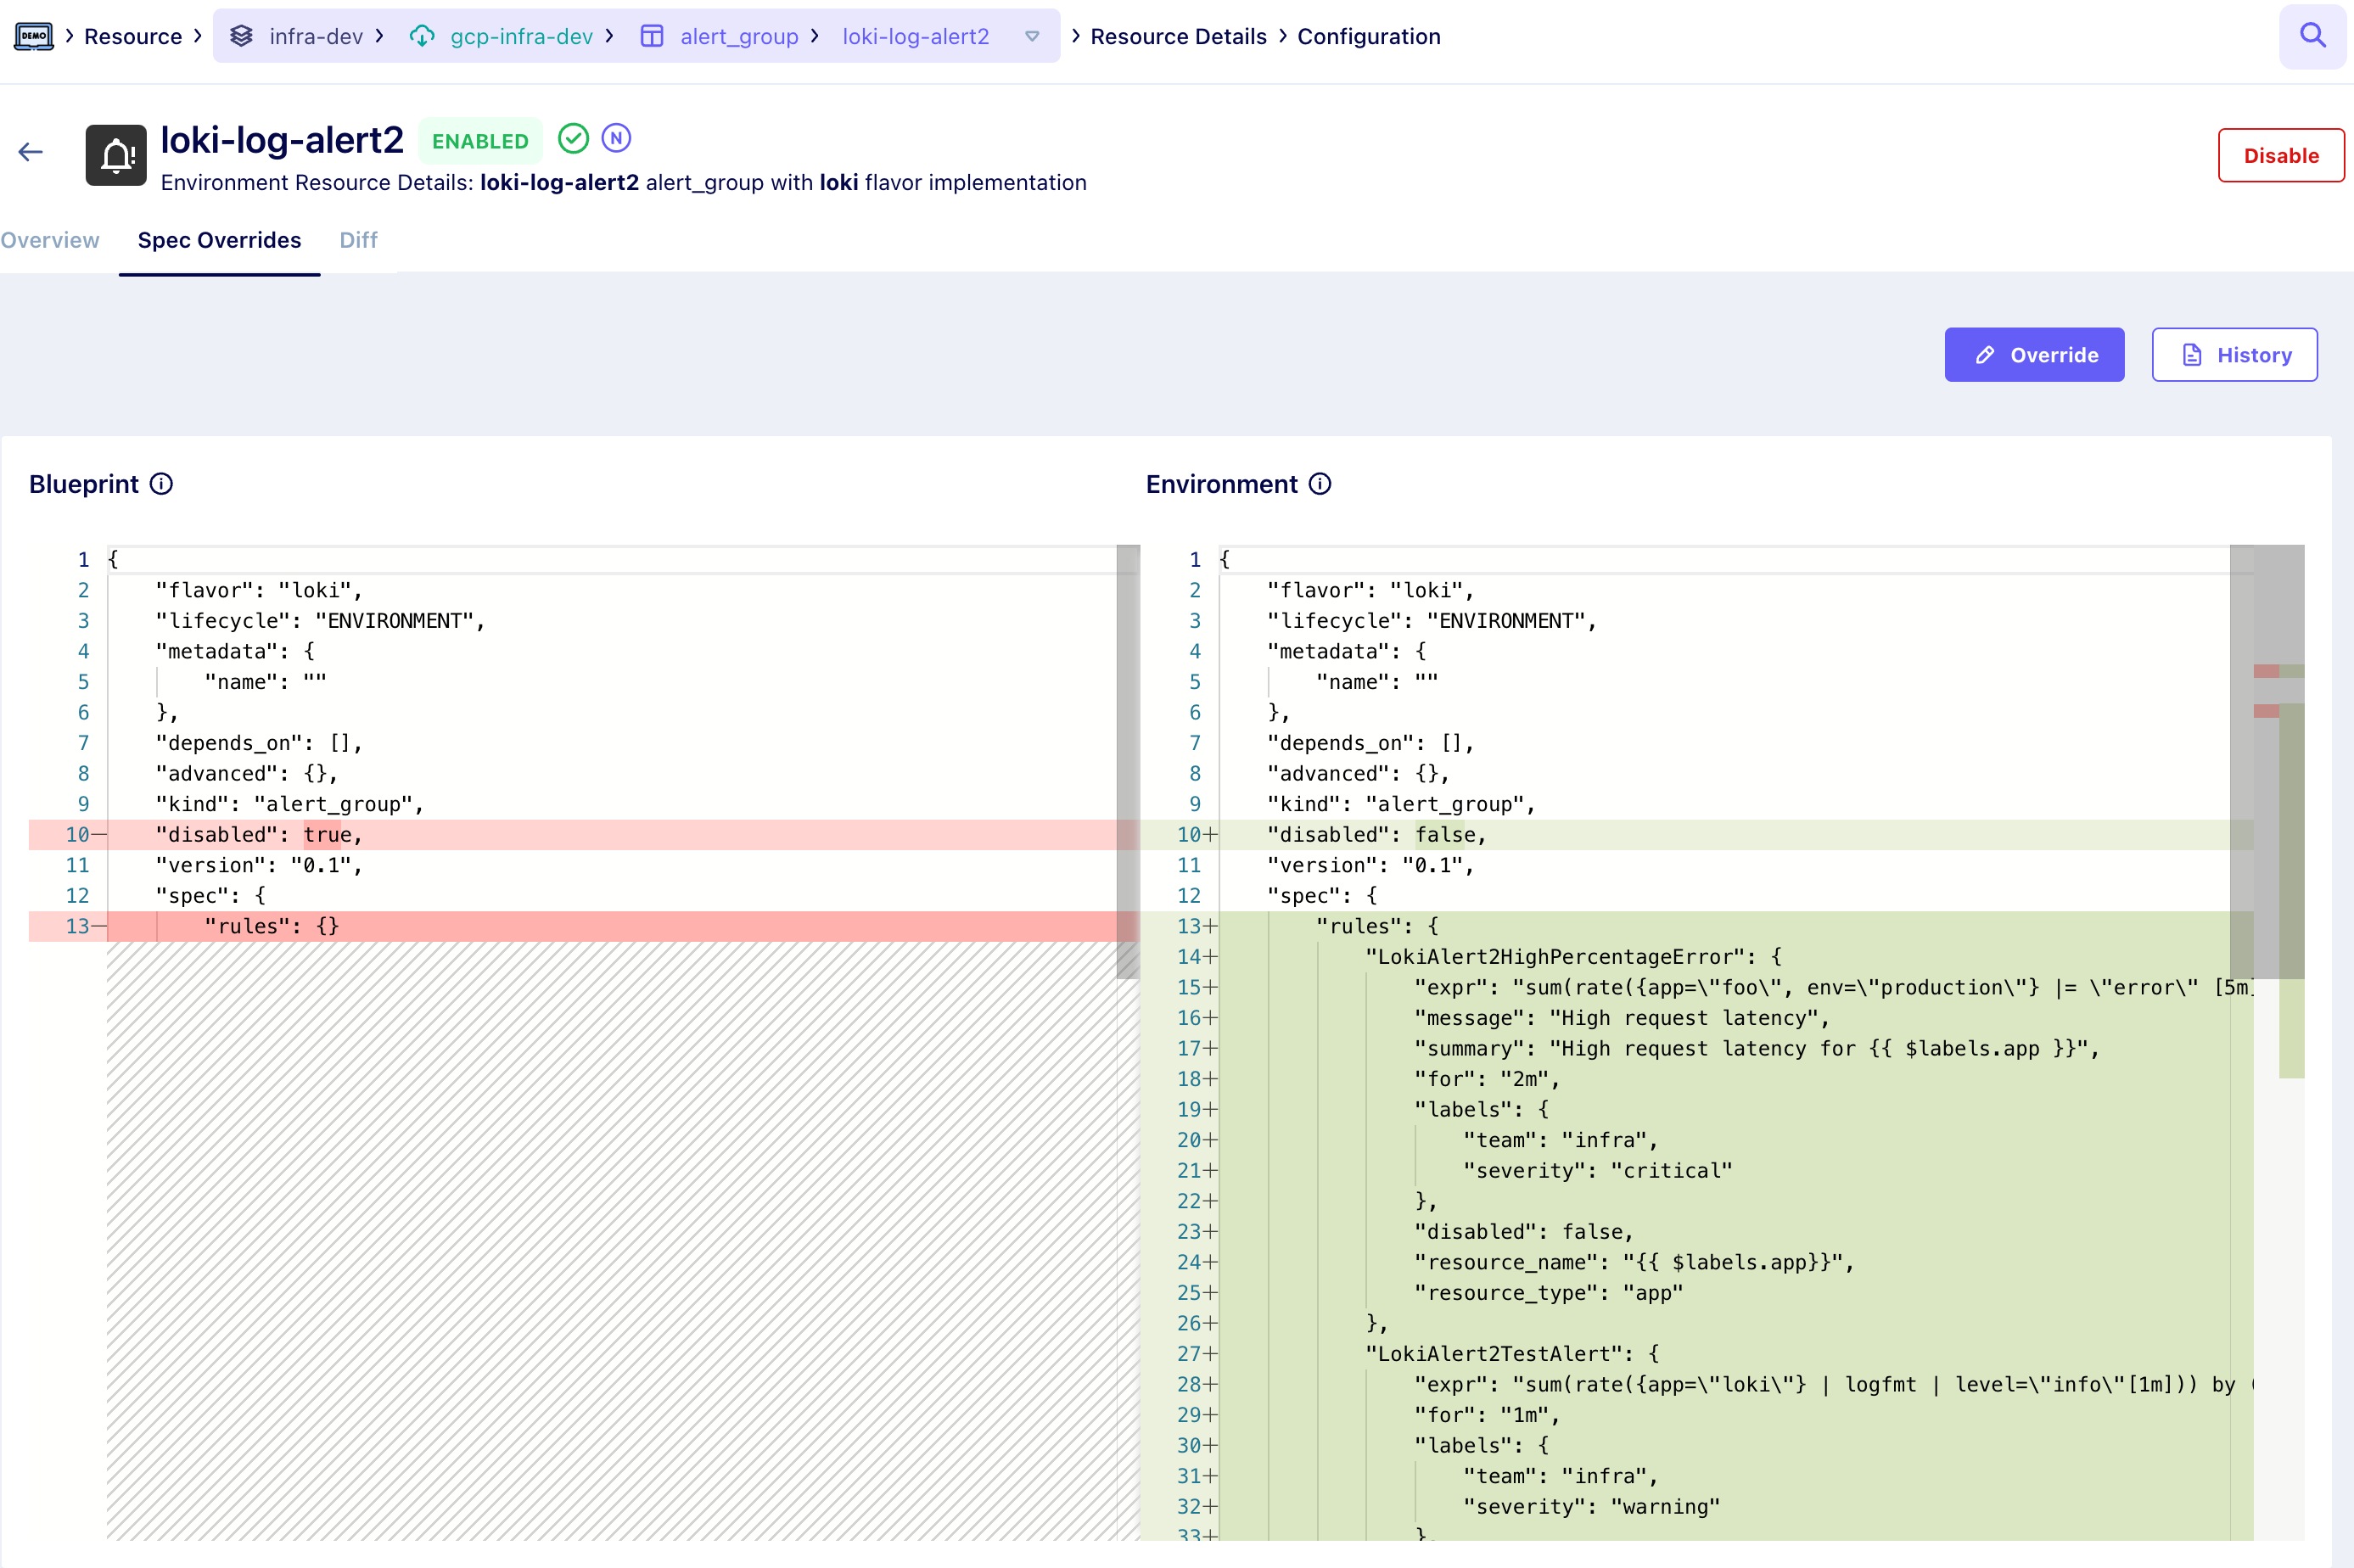 DEMO > Resource > infra-dev > gcp-infra-dev > alert_group > loki-log-alert2 > Resource Details > Configuration
loki-log-alert2 ENABLED N
Disable
Environment Resource Details: loki-log-alert2 alert_group with loki flavor implementation
Overview Spec Overrides Diff
Override History
Blueprint
1 {
2 "flavor": "loki",
3 "lifecycle": "ENVIRONMENT",
4 "metadata": {
5 "name": ""
6 },
7 "depends_on": [],
8 "advanced": {},
9 "kind": "alert_group",
10— "disabled": true,
11 "version": "0.1",
12 "spec": {
13— "rules": {}
Environment
1 {
2 "flavor": "loki",
3 "lifecycle": "ENVIRONMENT",
4 "metadata": {
5 "name": ""
6 },
7 "depends_on": [],
8 "advanced": {},
9 "kind": "alert_group",
10+ "disabled": false,
11 "version": "0.1",
12 "spec": {
13+ "rules": {
14+ "LokiAlert2HighPercentageError": {
15+ "expr": "sum(rate({app=\"foo\", env=\"production\"} |= \"error\" [5m]
16+ "message": "High request latency",
17+ "summary": "High request latency for {{ $labels.app }}",
18+ "for": "2m",
19+ "labels": {
20+ "team": "infra",
21+ "severity": "critical"
22+ },
23+ "disabled": false,
24+ "resource_name": "{{ $labels.app}}",
25+ "resource_type": "app"
26+ },
27+ "LokiAlert2TestAlert": {
28+ "expr": "sum(rate({app=\"loki\"} | logfmt | level=\"info\"[1m])) by (
29+ "for": "1m",
30+ "labels": {
31+ "team": "infra",
32+ "severity": "warning"
33+ }